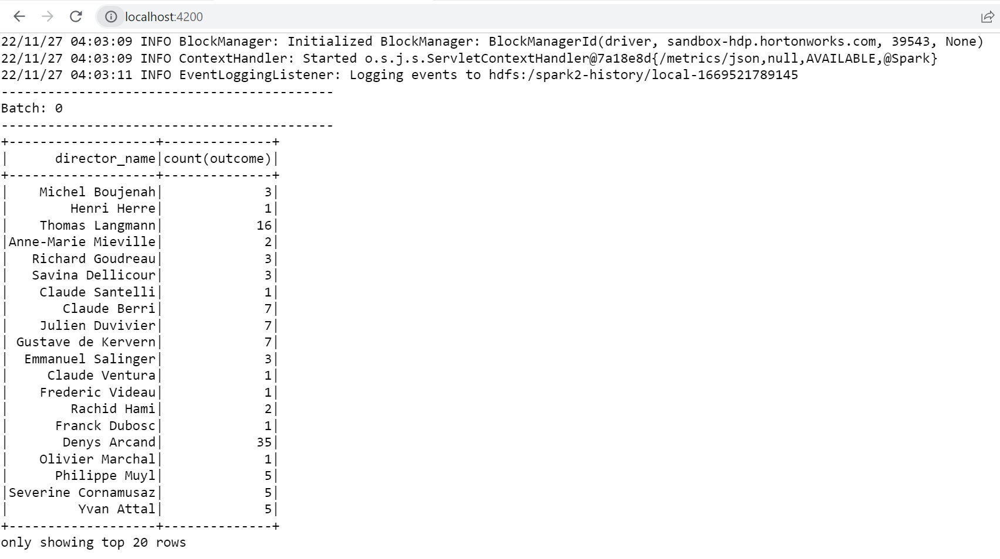 localhost:4200
22/11/27 04:03:09 INFO BlockManager: Initialized BlockManager: BlockManagerId(driver, sandbox-hdp.hortonworks.com, 39543, None)
22/11/27 04:03:09 INFO ContextHandler: Started o.s.j.s.ServletContextHandler@7a18e8d{/metrics/json,null,AVAILABLE,@Spark}
22/11/27 04:03:11 INFO EventLoggingListener: Logging events to hdfs:/spark2-history/local-1669521789145
-------------------------------------------
Batch: 0
-------------------------------------------
+-------------------+--------------+
|      director_name|count(outcome)|
+-------------------+--------------+
|    Michel Boujenah|             3|
|        Henri Herre|             1|
|    Thomas Langmann|            16|
|Anne-Marie Mieville|             2|
|   Richard Goudreau|             3|
|   Savina Dellicour|             3|
|    Claude Santelli|             1|
|       Claude Berri|             7|
|    Julien Duvivier|             7|
| Gustave de Kervern|             7|
|  Emmanuel Salinger|             3|
|     Claude Ventura|             1|
|    Frederic Videau|             1|
|        Rachid Hami|             2|
|      Franck Dubosc|             1|
|       Denys Arcand|            35|
|    Olivier Marchal|             1|
|      Philippe Muyl|             5|
|Severine Cornamusaz|             5|
|         Yvan Attal|             5|
+-------------------+--------------+
only showing top 20 rows